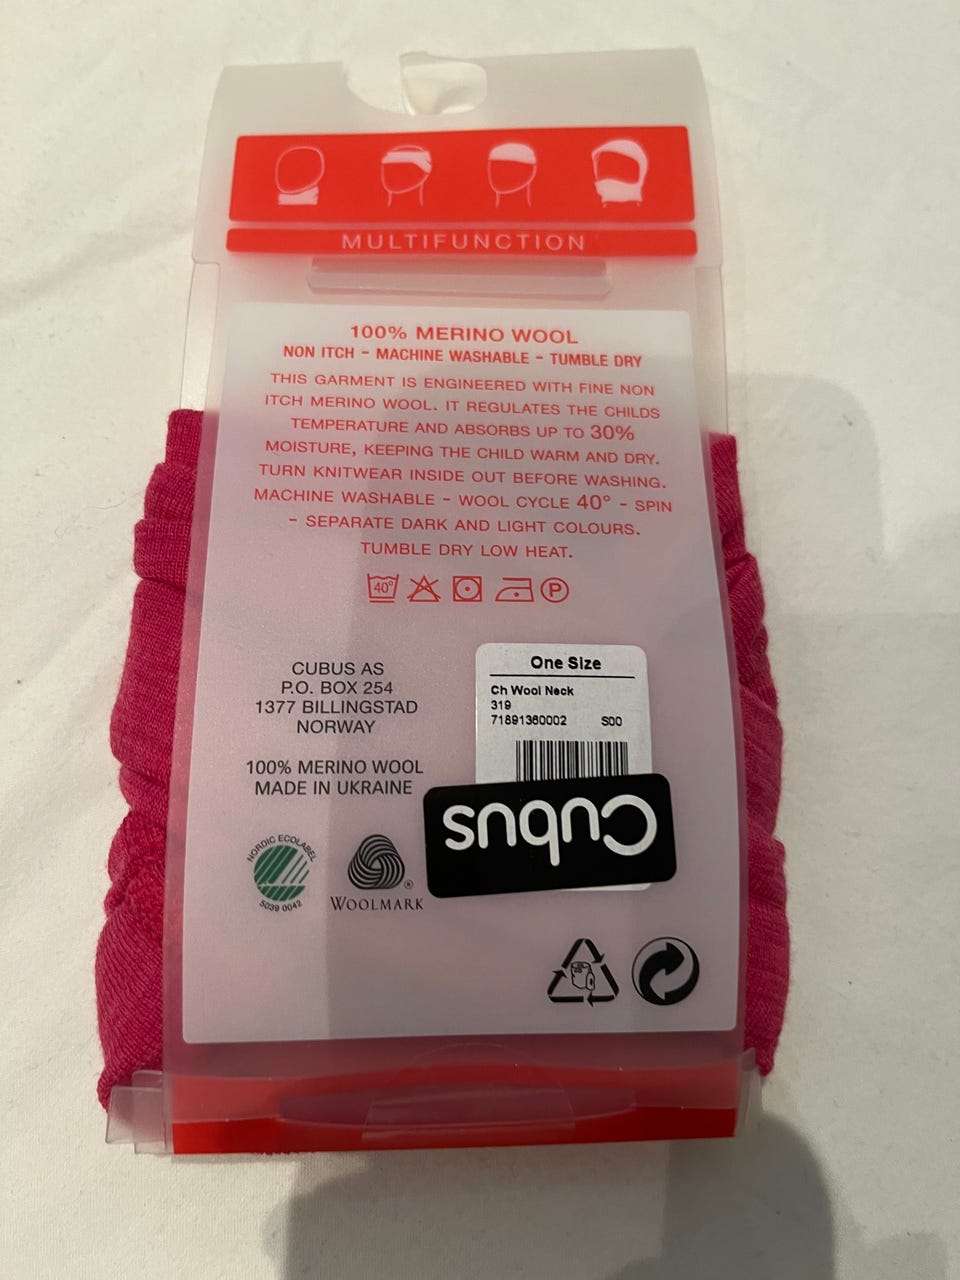 MULTIFUNCTION
100% MERINO WOOL
NON ITCH - MACHINE WASHABLE - TUMBLE DRY
THIS GARMENT IS ENGINEERED WITH FINE NON
ITCH MERINO WOOL. IT REGULATES THE CHILDS
TEMPERATURE AND ABSORBS UP TO 30%
MOISTURE, KEEPING THE CHILD WARM AND DRY.
TURN KNITWEAR INSIDE OUT BEFORE WASHING.
MACHINE WASHABLE - WOOL CYCLE 40° - SPIN
- SEPARATE DARK AND LIGHT COLOURS.
TUMBLE DRY LOW HEAT.
40° P
CUBUS AS
P.O. BOX 254
1377 BILLINGSTAD
NORWAY
100% MERINO WOOL
MADE IN UKRAINE
NORDIC ECOLABEL
5039 0042
WOOLMARK
®
One Size
Ch Wool Neck
319
71891360002 S00
Cubus